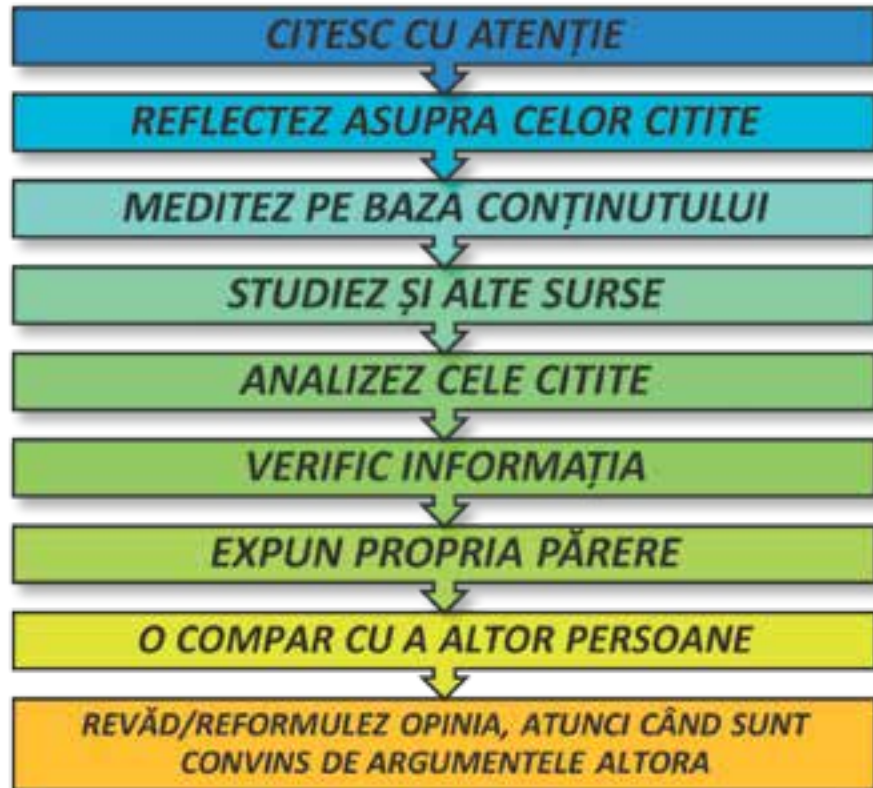 CITESC CU ATENȚIE
REFLECTEZ ASUPRA CELOR CITITE
MEDITEZ PE BAZA CONȚINUTULUI
STUDIEZ ȘI ALTE SURSE
ANALIZEZ CELE CITITE
VERIFIC INFORMAȚIA
EXPUN PROPRIA PĂRERE
O COMPAR CU A ALTOR PERSOANE
REVĂD/REFORMULEZ OPINIA, ATUNCI CÂND SUNT
CONVINS DE ARGUMENTELE ALTORA